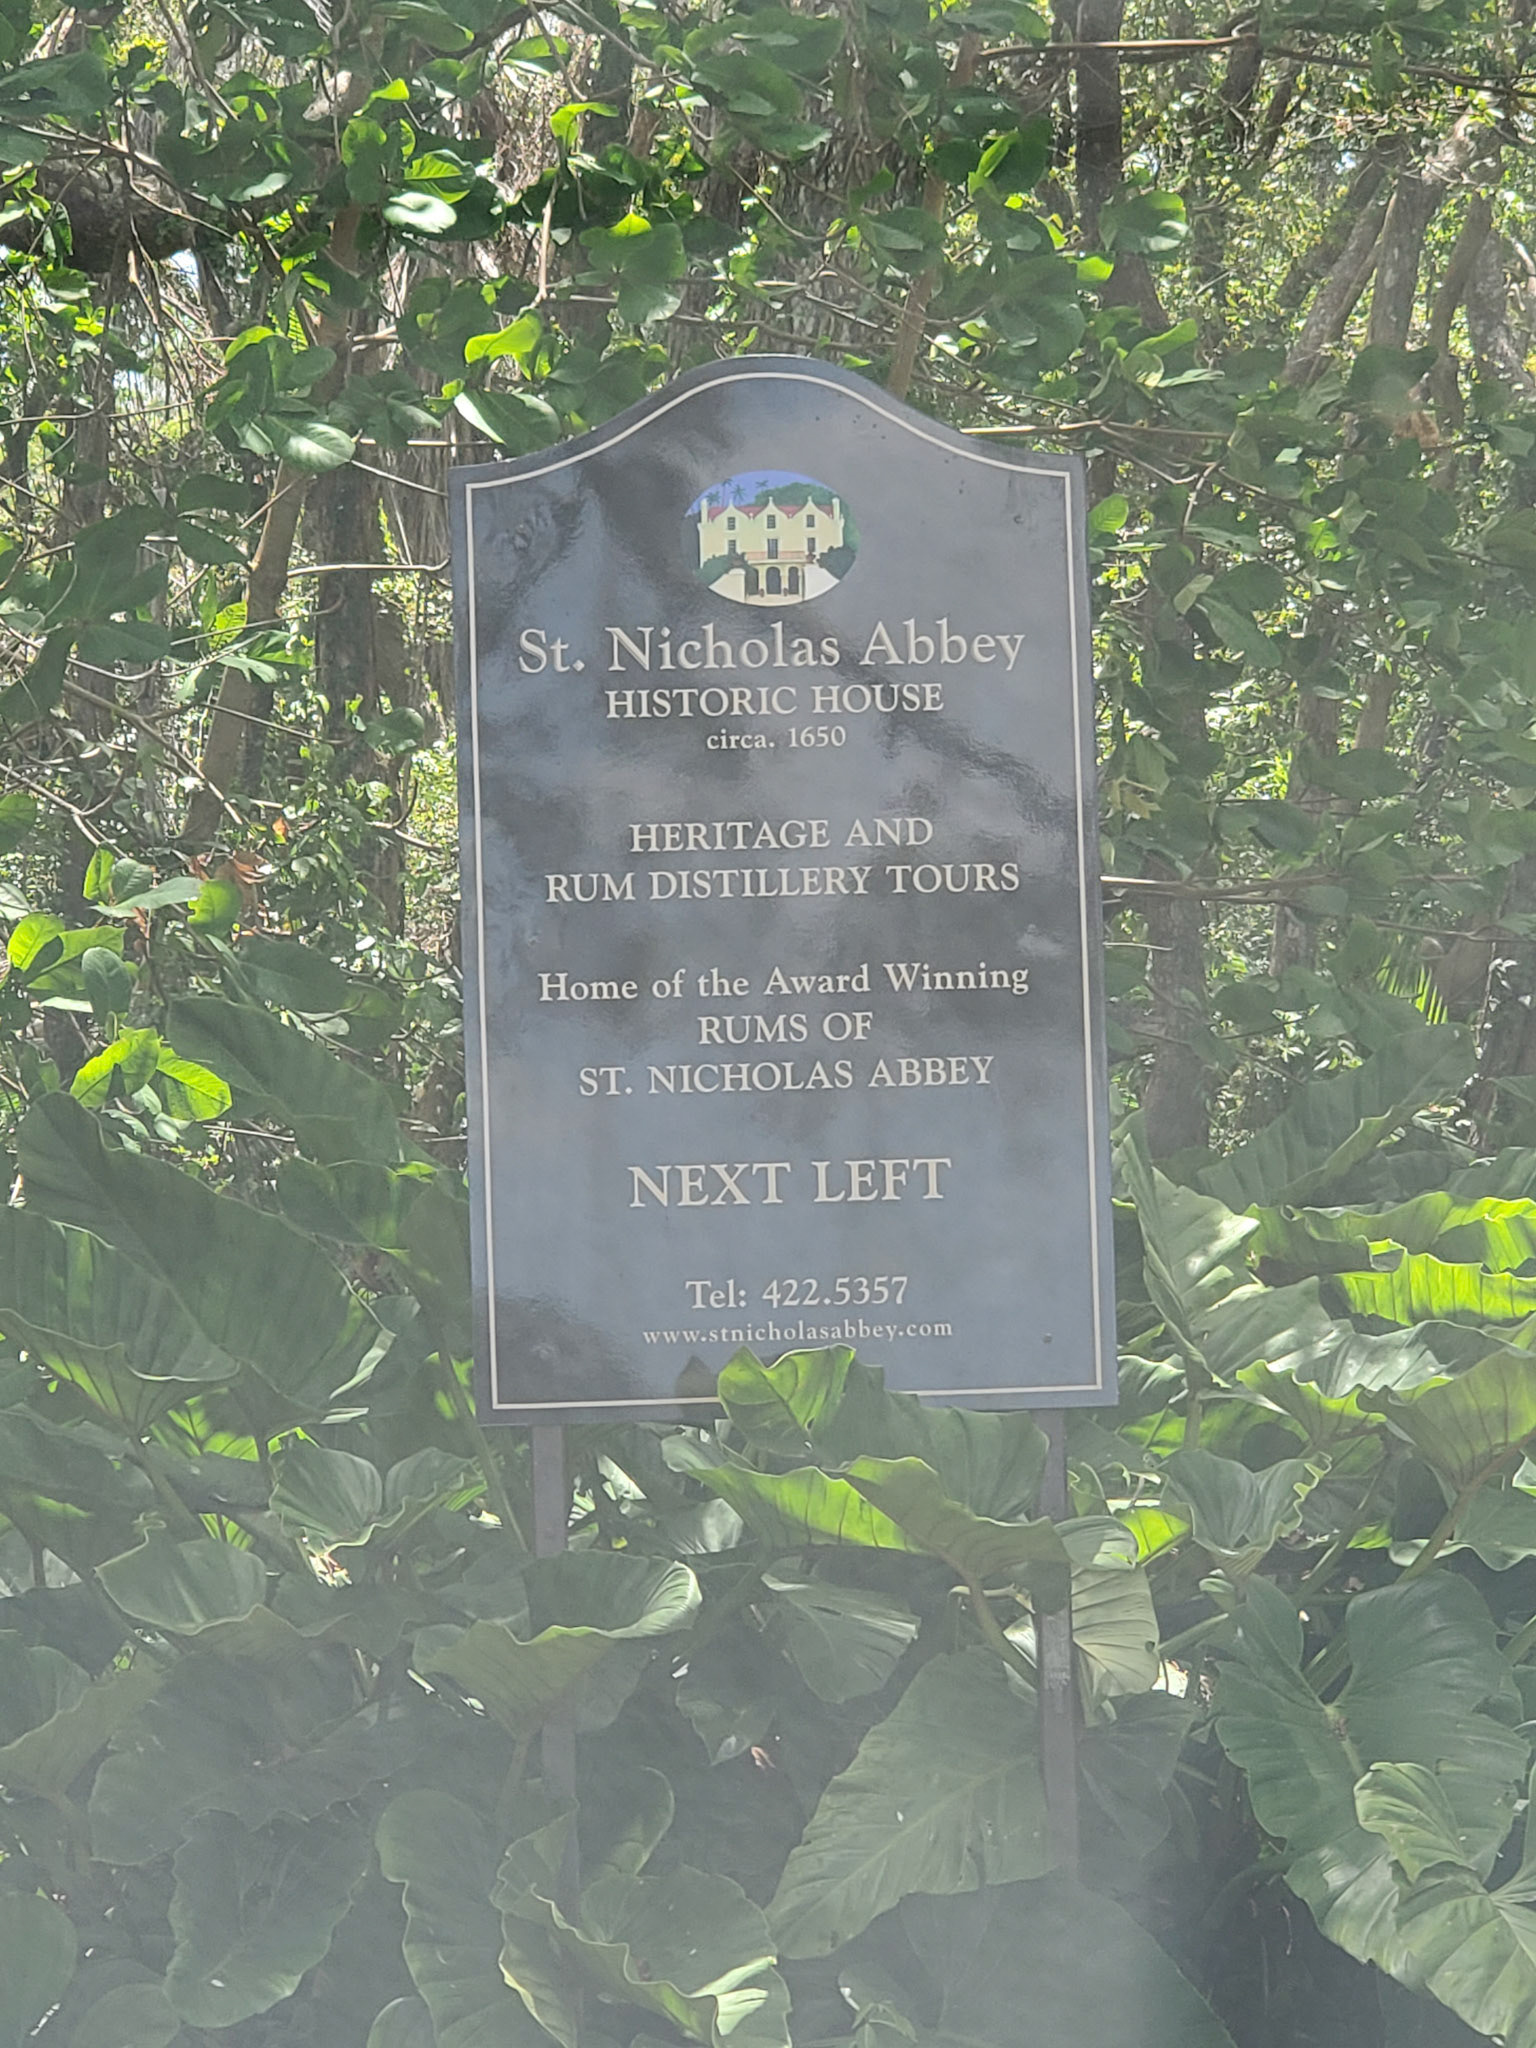 St. Nicholas Abbey
HISTORIC HOUSE
circa. 1650
HERITAGE AND
RUM DISTILLERY TOURS
Home of the Award Winning
RUMS OF
ST. NICHOLAS ABBEY
NEXT LEFT
Tel: 422.5357
www.stnicholasabbey.com